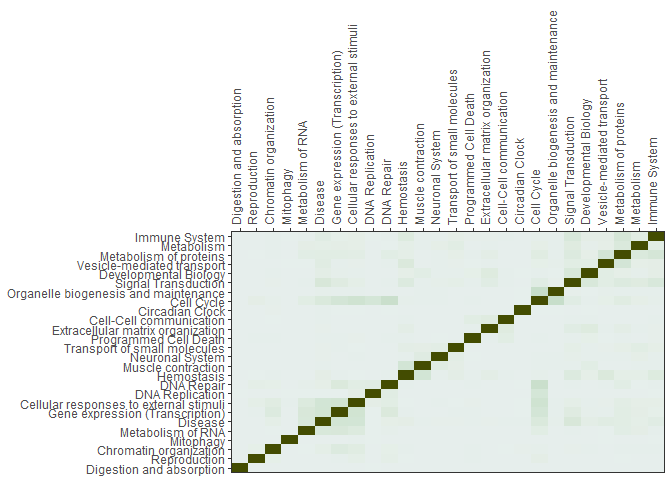 Digestion and absorption
Reproduction
Chromatin organization
Mitophagy
Metabolism of RNA
Disease
Gene expression (Transcription)
Cellular responses to external stimuli
DNA Replication
DNA Repair
Hemostasis
Muscle contraction
Neuronal System
Transport of small molecules
Programmed Cell Death
Extracellular matrix organization
Cell-Cell communication
Circadian Clock
Cell Cycle
Organelle biogenesis and maintenance
Signal Transduction
Developmental Biology
Vesicle-mediated transport
Metabolism of proteins
Metabolism
Immune System
Immune System
Metabolism
Metabolism of proteins
Vesicle-mediated transport
Developmental Biology
Signal Transduction
Organelle biogenesis and maintenance
Cell Cycle
Circadian Clock
Cell-Cell communication
Extracellular matrix organization
Programmed Cell Death
Transport of small molecules
Neuronal System
Muscle contraction
Hemostasis
DNA Repair
DNA Replication
Cellular responses to external stimuli
Gene expression (Transcription)
Disease
Metabolism of RNA
Mitophagy
Chromatin organization
Reproduction
Digestion and absorption